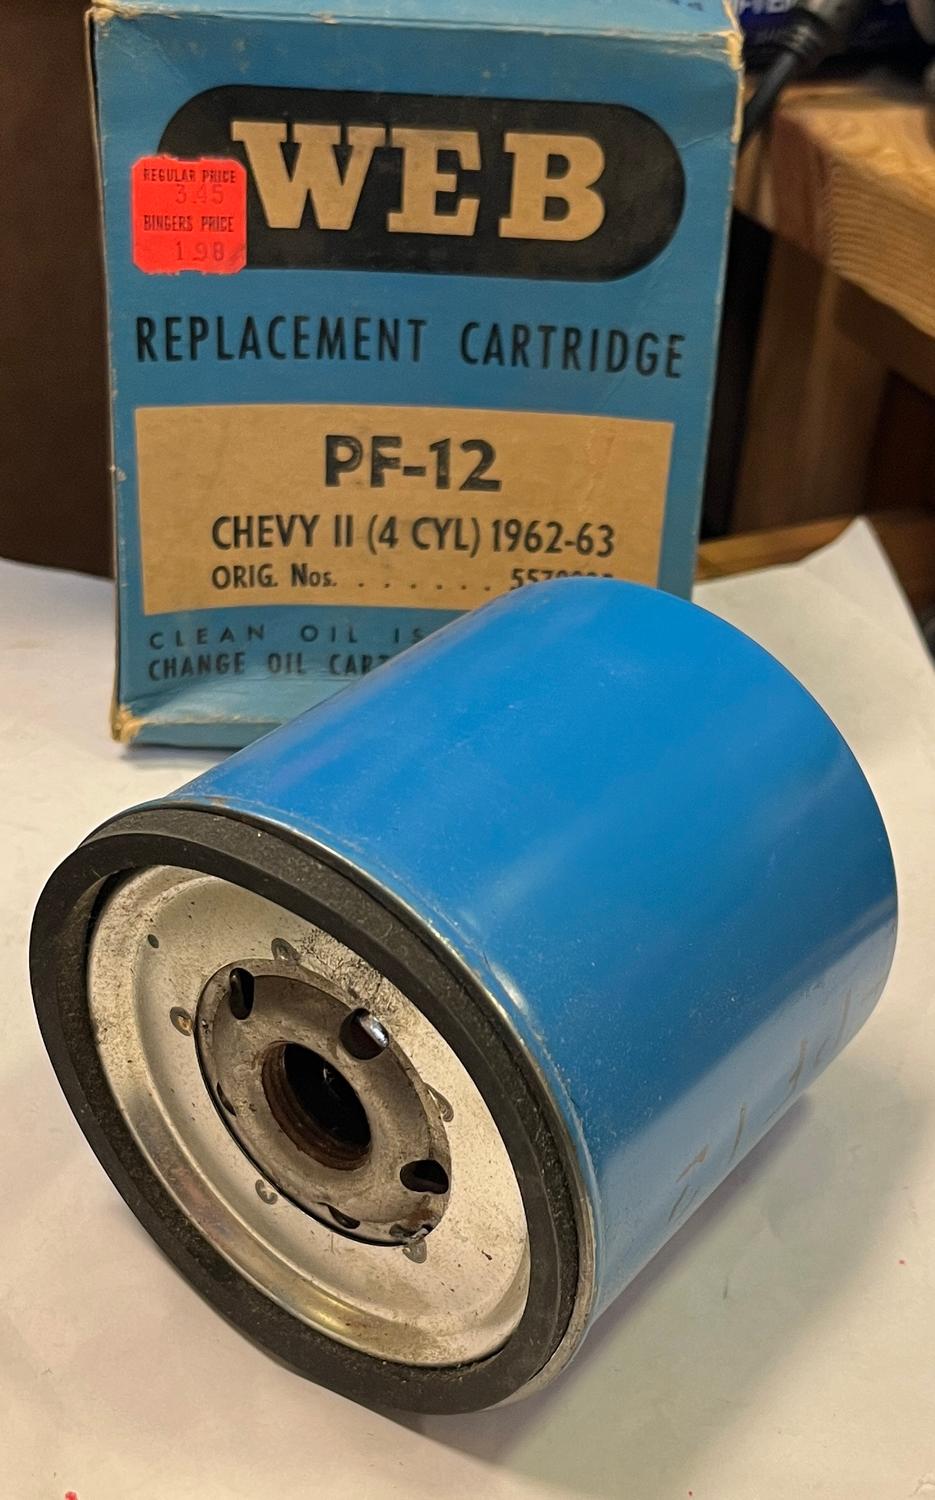 WEB
REGULAR PRICE
3.45
BINGERS PRICE
1.98
REPLACEMENT CARTRIDGE
PF-12
CHEVY II (4 CYL) 1962-63
ORIG. Nos. . . . . . .
CLEAN OIL IS
CHANGE OIL